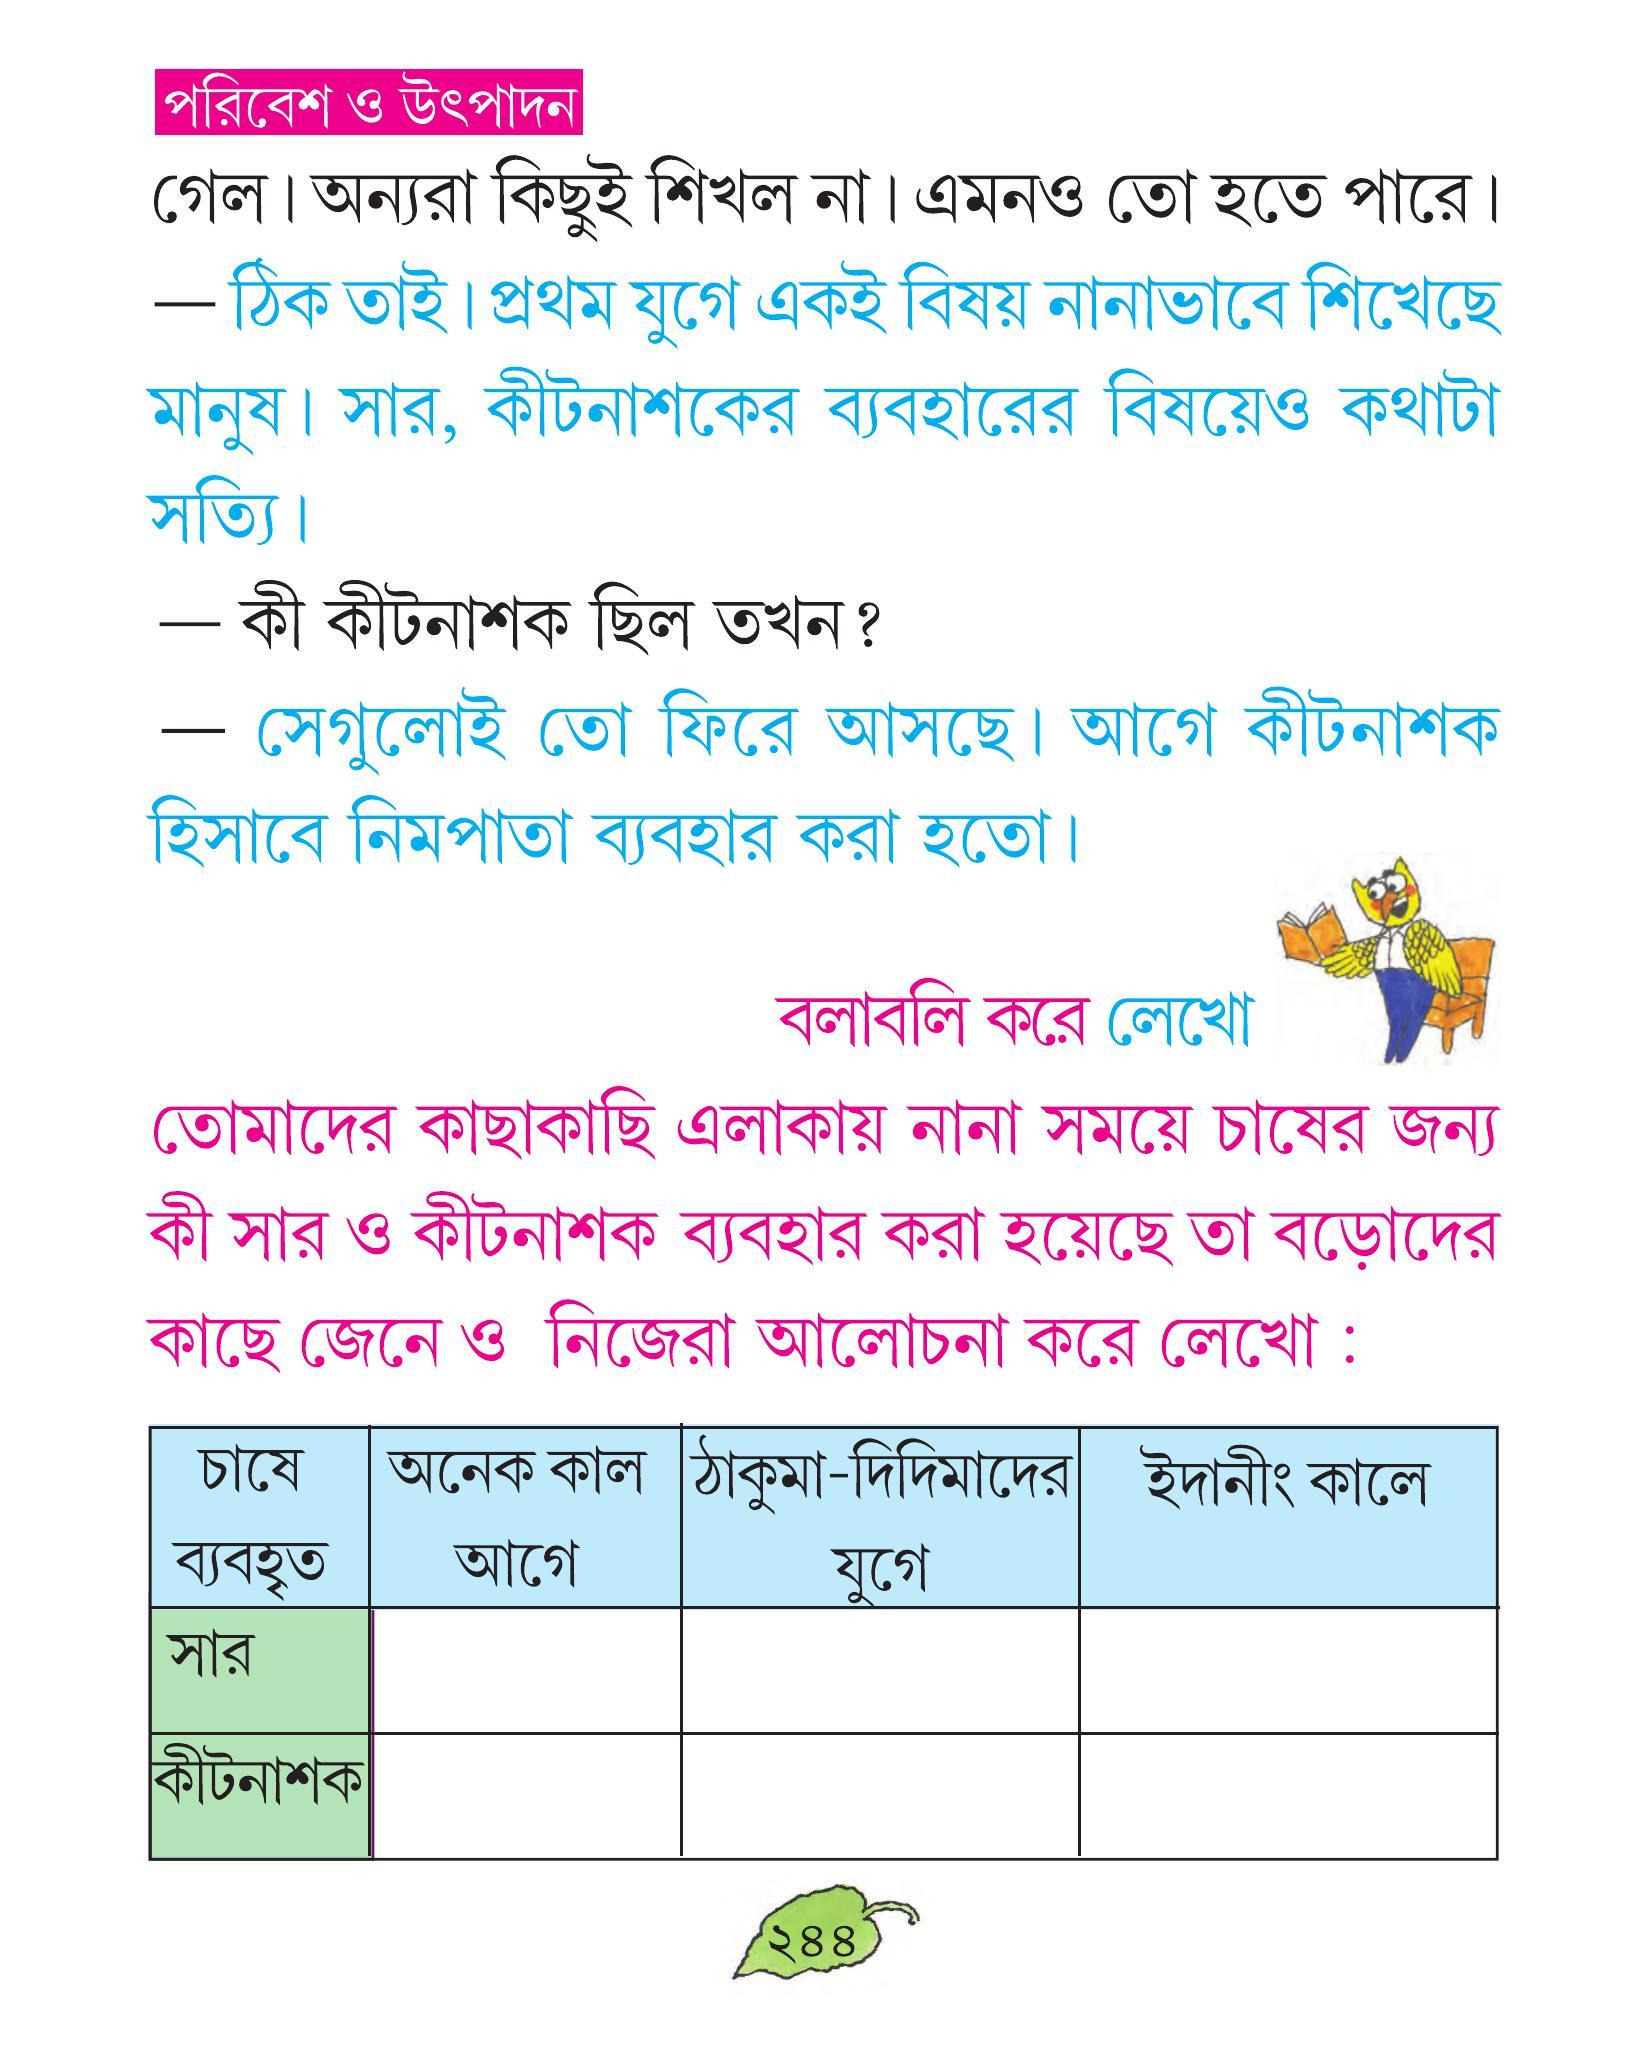 পরিবেশ ও উৎপাদন
গেল। অন্যরা কিছুই শিখল না। এমনও তো হতে পারে।
— ঠিক তাই। প্রথম যুগে একই বিষয় নানাভাবে শিখেছে
মানুষ। সার, কীটনাশকের ব্যবহারের বিষয়েও কথাটা
সত্যি।
— কী কীটনাশক ছিল তখন?
— সেগুলোই তো ফিরে আসছে। আগে কীটনাশক
হিসাবে নিমপাতা ব্যবহার করা হতো।
বলাবলি করে লেখো
তোমাদের কাছাকাছি এলাকায় নানা সময়ে চাষের জন্য
কী সার ও কীটনাশক ব্যবহার করা হয়েছে তা বড়োদের
কাছে জেনে ও নিজেরা আলোচনা করে লেখো :
চাষে অনেক কাল ঠাকুমা-দিদিমাদের ইদানীং কালে
ব্যবহৃত আগে যুগে
সার
কীটনাশক
২৪৪